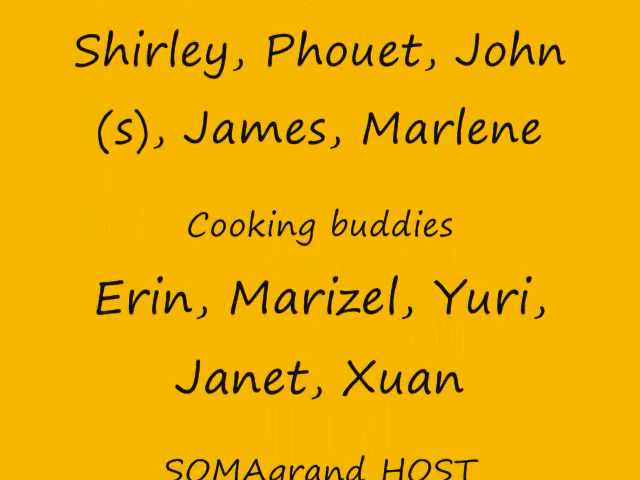 Shirley, Phouet, John
(s), James, Marlene
Cooking buddies
Erin, Marizel, Yuri,
Janet, Xuan
SOMAgrand HOST